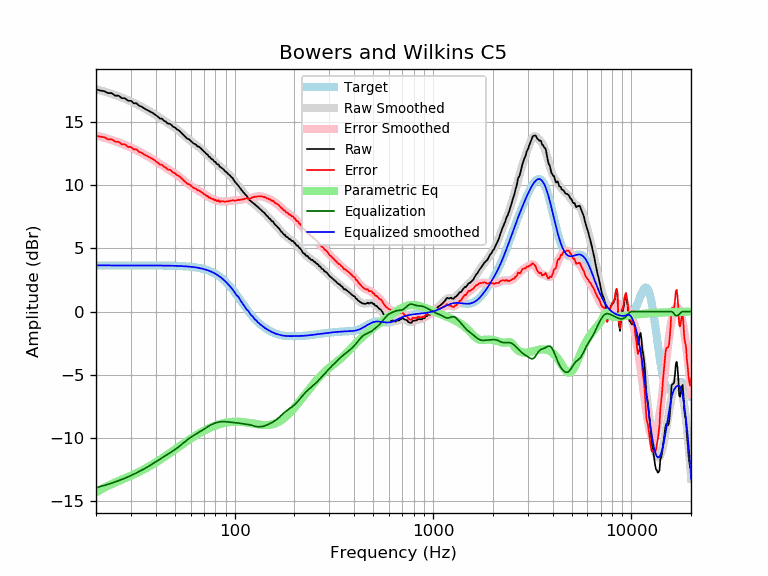 Bowers and Wilkins C5
Target
Raw Smoothed
Error Smoothed
Raw
Error
Parametric Eq
Equalization
Equalized smoothed
Amplitude (dBr)
15
10
5
0
−5
−10
−15
100
1000
10000
Frequency (Hz)